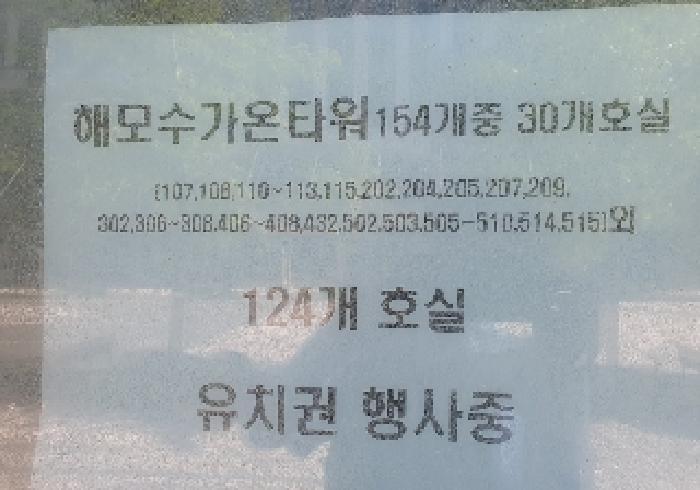 해모수가온타워154개중 30개호실
(107,108,110~113,115,202,204,205,207,209,
302,306~308,406~408,432,502,503,505~510,514,515)외
124개 호실
유치권 행사중